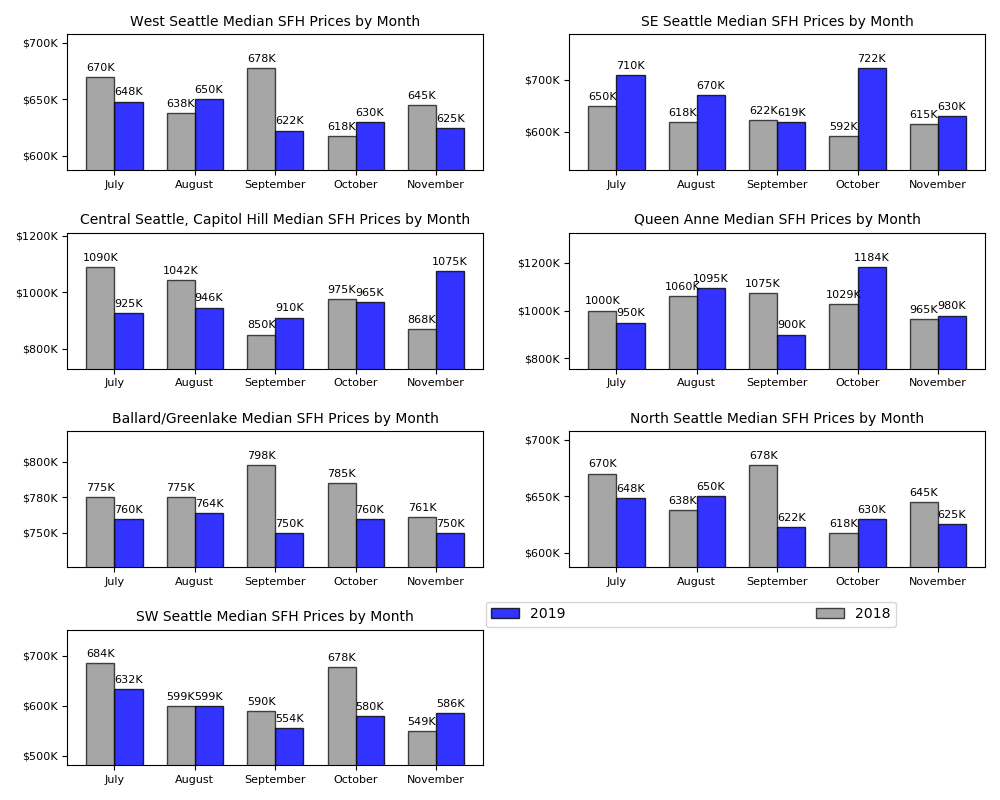 West Seattle Median SFH Prices by Month
$700K
$650K
$600K
670K
648K
638K
650K
678K
622K
618K
630K
645K
625K
July August September October November
SE Seattle Median SFH Prices by Month
$700K
$600K
650K
710K
618K
670K
622K
619K
592K
722K
615K
630K
July August September October November
Central Seattle, Capitol Hill Median SFH Prices by Month
$1200K
$1000K
$800K
1090K
925K
1042K
946K
850K
910K
975K
965K
868K
1075K
July August September October November
Queen Anne Median SFH Prices by Month
$1200K
$1000K
$800K
1000K
950K
1060K
1095K
1075K
900K
1029K
1184K
965K
980K
July August September October November
Ballard/Greenlake Median SFH Prices by Month
$800K
$780K
$750K
775K
760K
775K
764K
798K
750K
785K
760K
761K
750K
July August September October November
North Seattle Median SFH Prices by Month
$700K
$650K
$600K
670K
648K
638K
650K
678K
622K
618K
630K
645K
625K
July August September October November
SW Seattle Median SFH Prices by Month
$700K
$600K
$500K
684K
632K
599K
599K
590K
554K
678K
580K
549K
586K
July August September October November
2019 2018